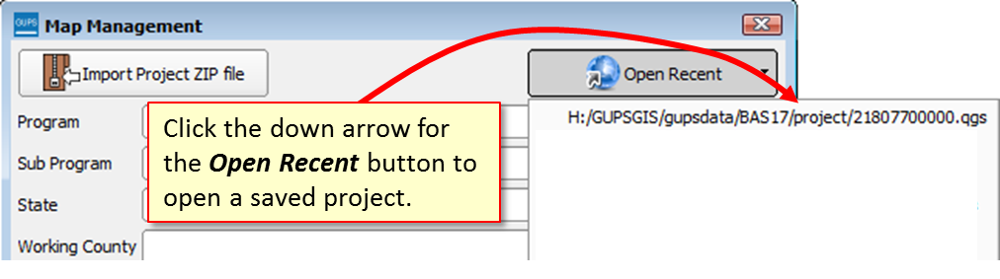 GUPS Map Management
Import Project ZIP file
Open Recent
H:/GUPSGIS/gupsdata/BAS17/project/21807700000.qgs
Program
Sub Program
State
Working County
Click the down arrow for
the Open Recent button to
open a saved project.